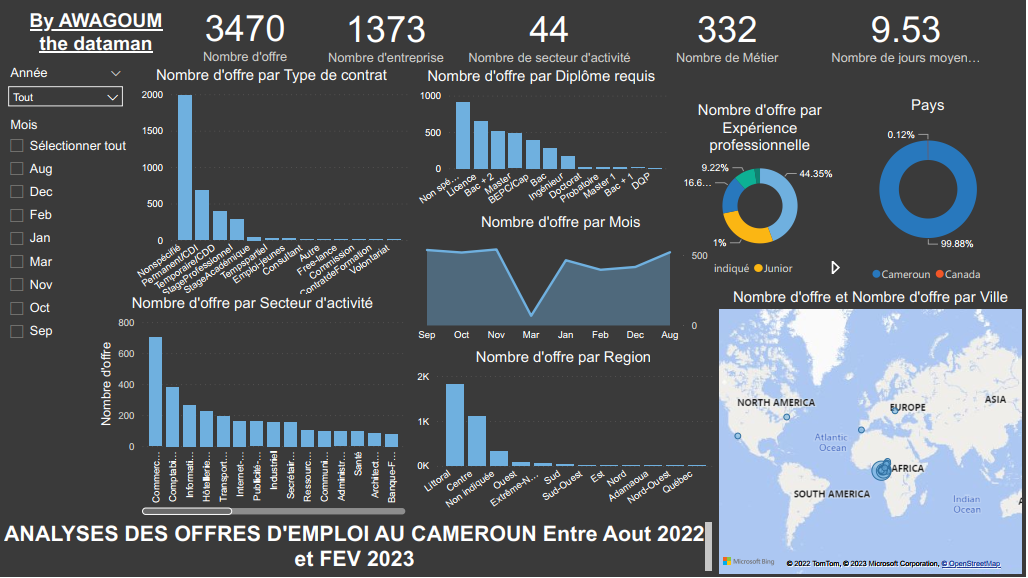 By AWAGOUM
the dataman
3470
Nombre d'offre
1373
Nombre d'entreprise
44
Nombre de secteur d'activité
332
Nombre de Métier
9.53
Nombre de jours moyen…
Année
Tout
Mois
Sélectionner tout
Aug
Dec
Feb
Jan
Mar
Nov
Oct
Sep
Nombre d'offre par Type de contrat
2000
1500
1000
500
0
Nonspécifié
Permanent/CDI
Temporaire/CDD
StageProfessionnel
StageAcadémique
Tempspartiel
Emploi-jeunes
Consultant
Autre
Free-lance
Commission
ContratdeFormation
Volontariat
Nombre d'offre par Diplôme requis
1000
500
0
Non spé…
Licence
Bac + 2
Master
BEPC/Cap
Bac
Ingénieur
Doctorat
Probatoire
Master 1
Bac + 1
DQP
Nombre d'offre par
Expérience
professionnelle
9.22%
16.6…
1%
44.35%
indiqué
Junior
Pays
0.12%
99.88%
Cameroun
Canada
Nombre d'offre par Mois
500
0
Sep
Oct
Nov
Mar
Jan
Feb
Dec
Aug
Nombre d'offre par Secteur d'activité
Nombre d'offre
800
600
400
200
0
Commerc…
Comptabi…
Informati…
Hôtellerie…
Transport…
Internet-…
Publicité-…
Industriel
Secrétair…
Ressourc…
Communi…
Administr…
Santé
Architect…
Banque-F…
Nombre d'offre par Region
2K
1K
0K
Littoral
Centre
Non indiquée
Ouest
Extrême-N…
Sud
Sud-Ouest
Est
Nord
Adamaoua
Nord-Ouest
Québec
Nombre d'offre et Nombre d'offre par Ville
NORTH AMERICA
EUROPE
ASIA
Atlantic
Ocean
AFRICA
SOUTH AMERICA
Indian
Ocean
A
Microsoft Bing
© 2022 TomTom, © 2023 Microsoft Corporation, © OpenStreetMap
ANALYSES DES OFFRES D'EMPLOI AU CAMEROUN Entre Aout 2022
et FEV 2023